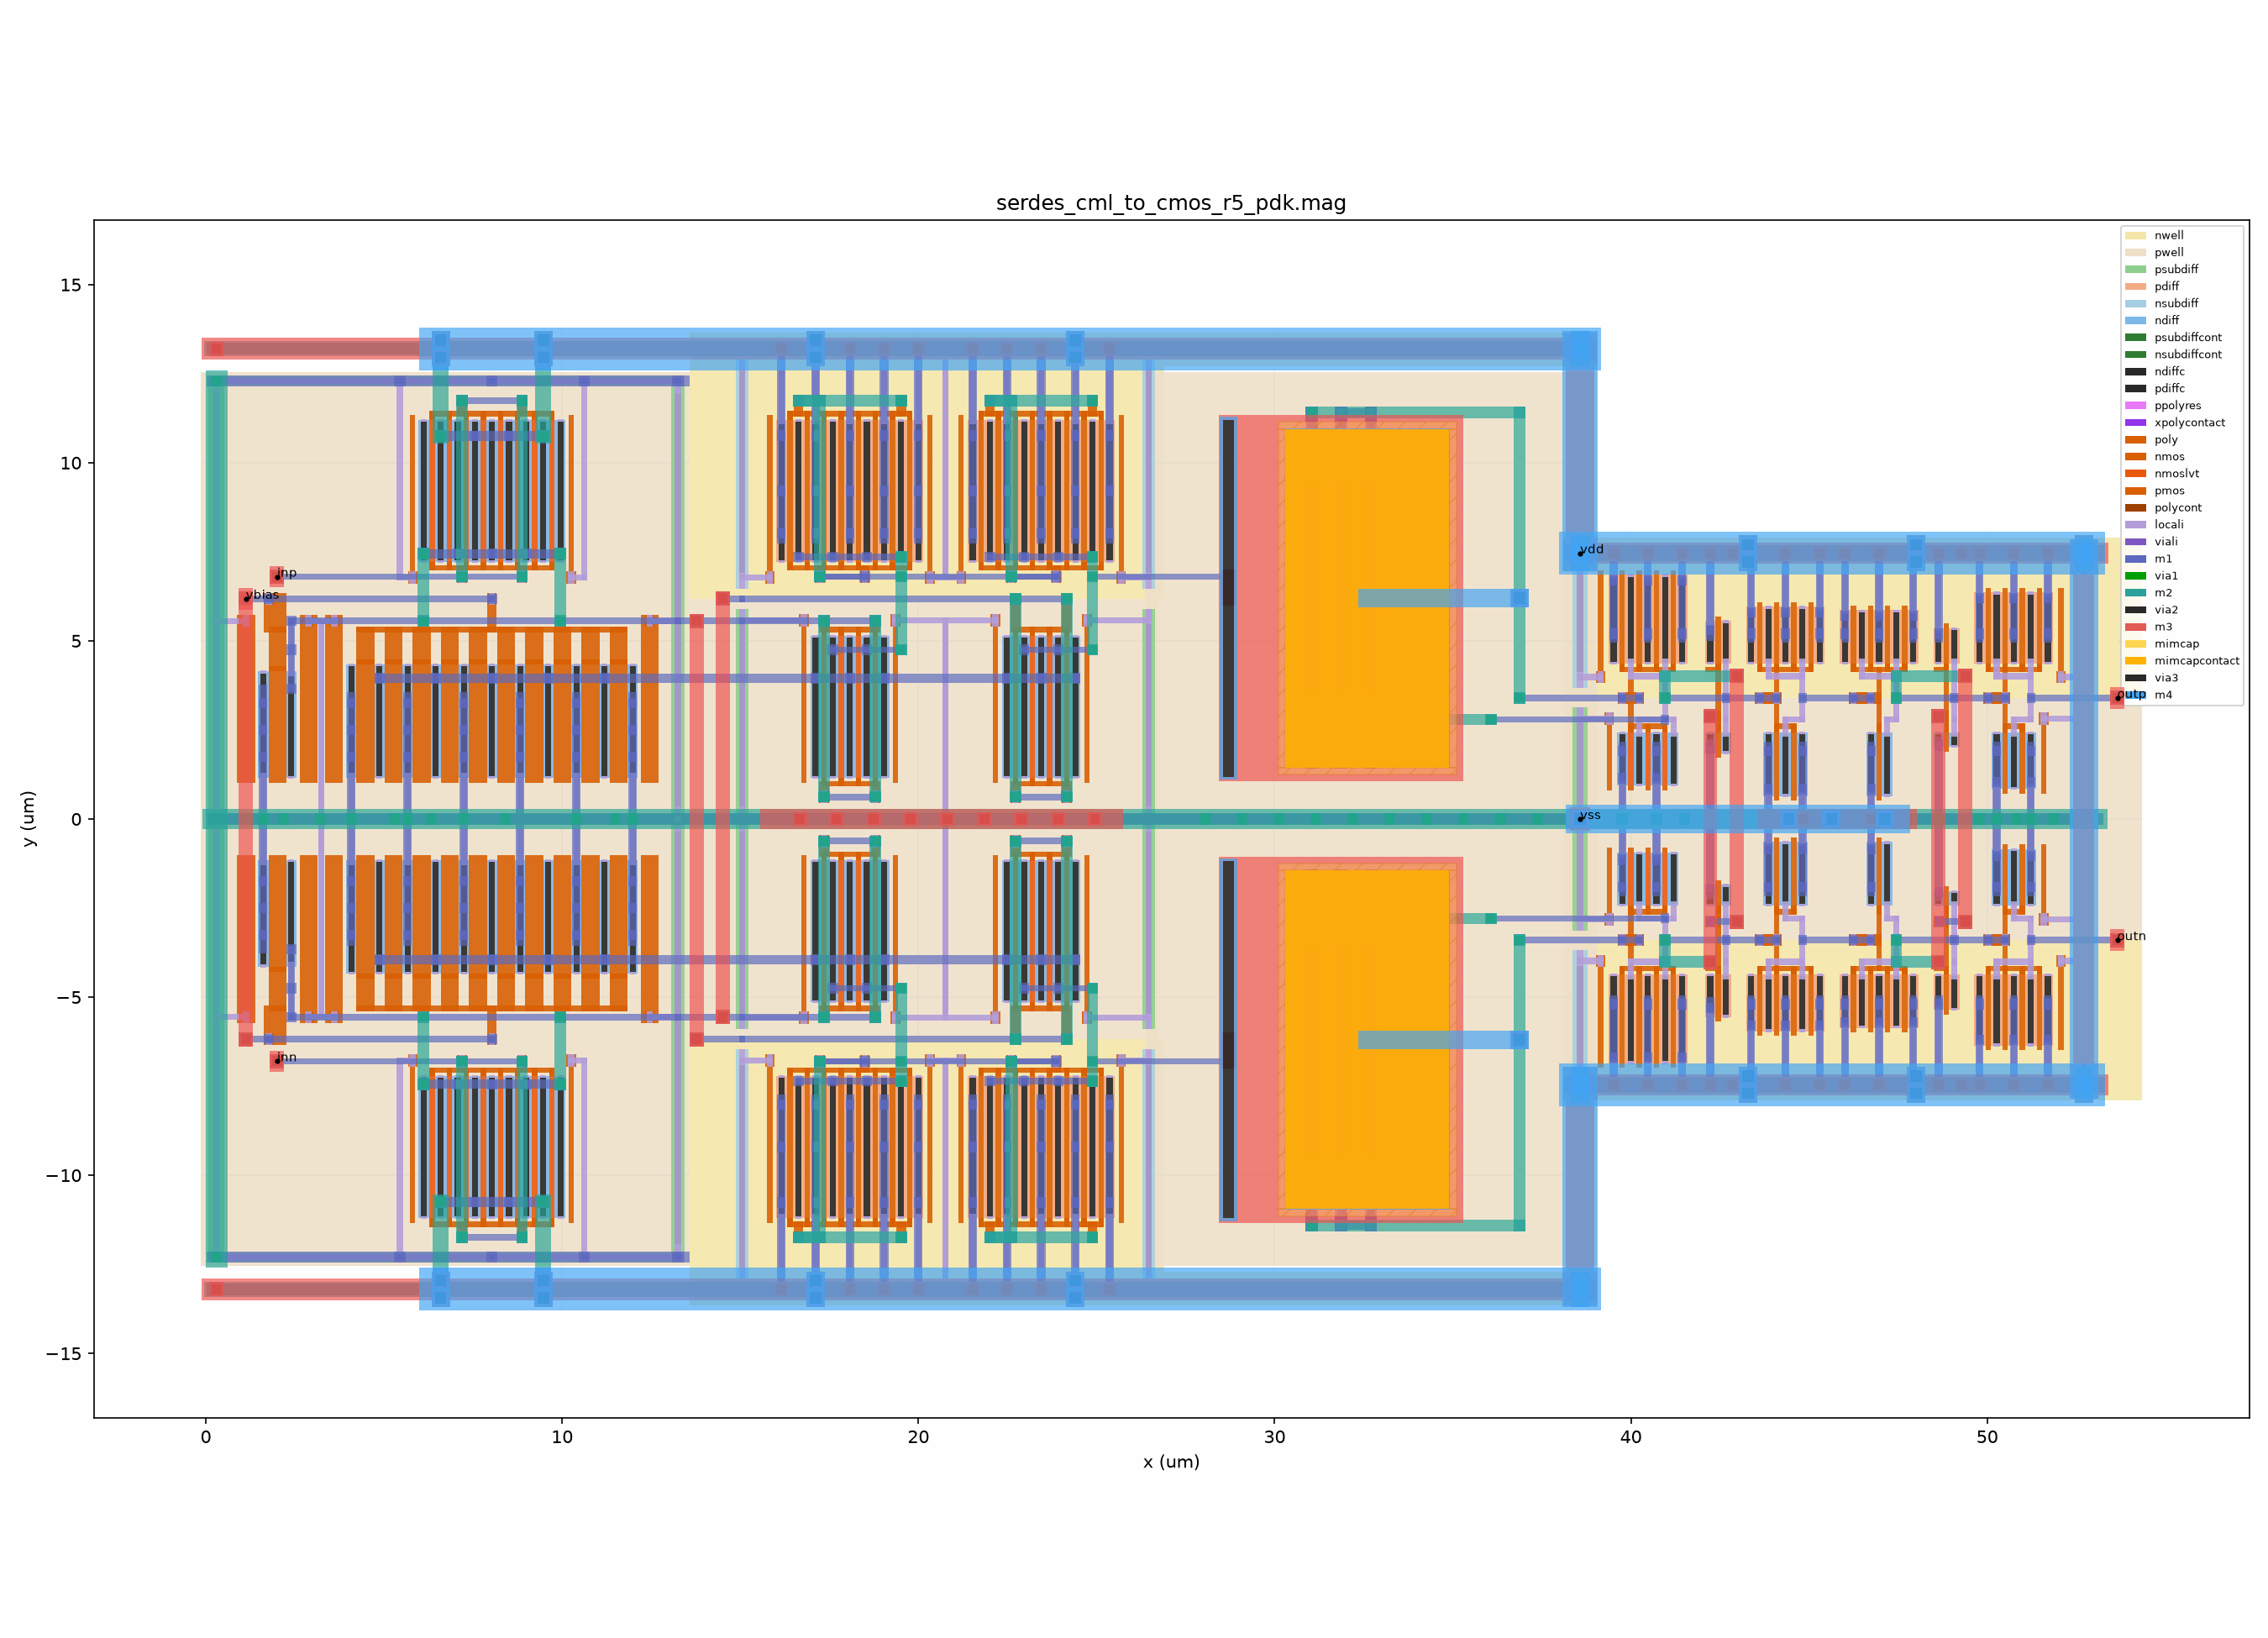 serdes_cml_to_cmos_r5_pdk.mag
nwell
pwell
psubdiff
pdiff
nsubdiff
ndiff
psubdiffcont
nsubdiffcont
ndiffc
pdiffc
ppolyres
xpolycontact
poly
nmos
nmoslvt
pmos
polycont
locali
viali
m1
via1
m2
via2
m3
mimcap
mimcapcontact
via3
m4
15
10
5
0
−5
−10
−15
y (um)
inp
vbias
inn
vdd
vss
outp
outn
0
10
20
30
40
50
x (um)